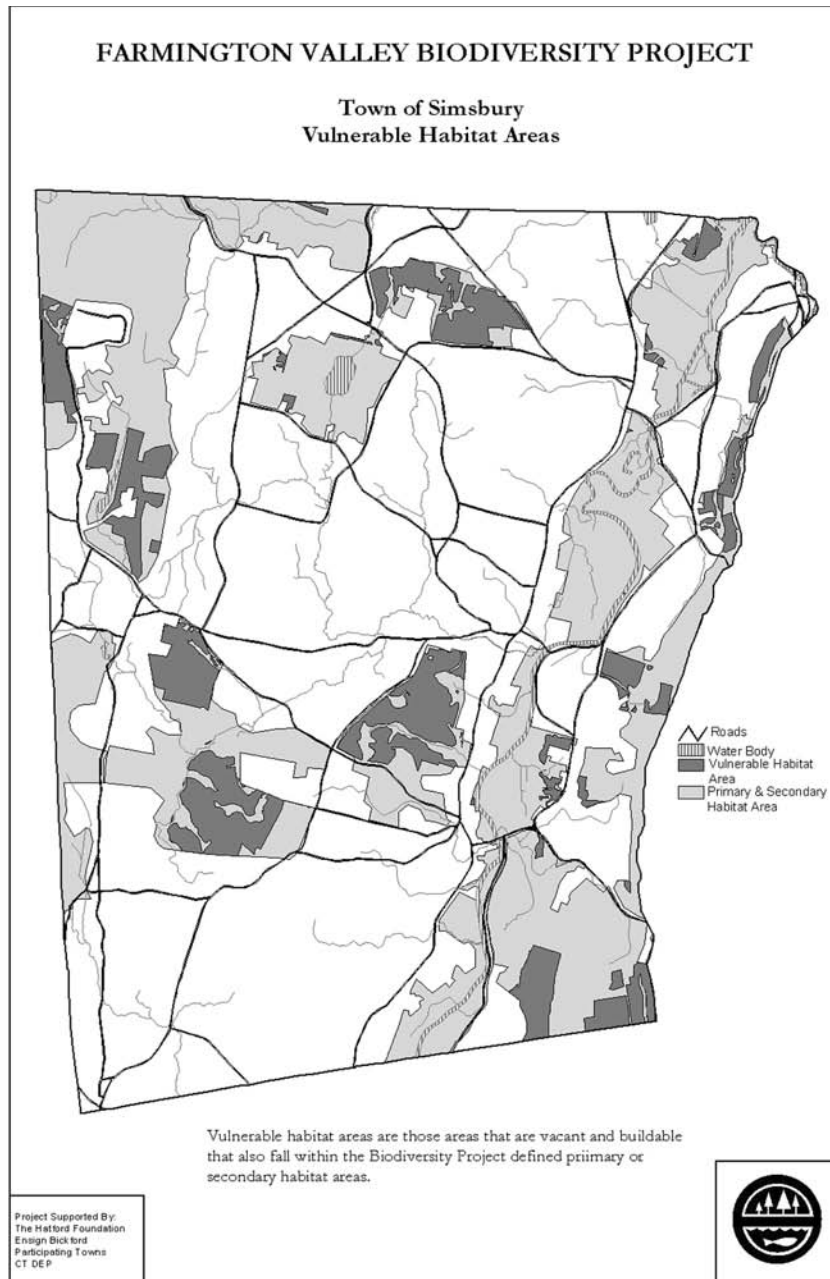 FARMINGTON VALLEY BIODIVERSITY PROJECT
Town of Simsbury
Vulnerable Habitat Areas
Roads
Water Body
Vulnerable Habitat
Area
Primary & Secondary
Habitat Area
Vulnerable habitat areas are those areas that are vacant and buildable
that also fall within the Biodiversity Project defined priimary or
secondary habitat areas.
Project Supported By:
The Hatford Foundation
Ensign Bickford
Participating Towns
CT DEP